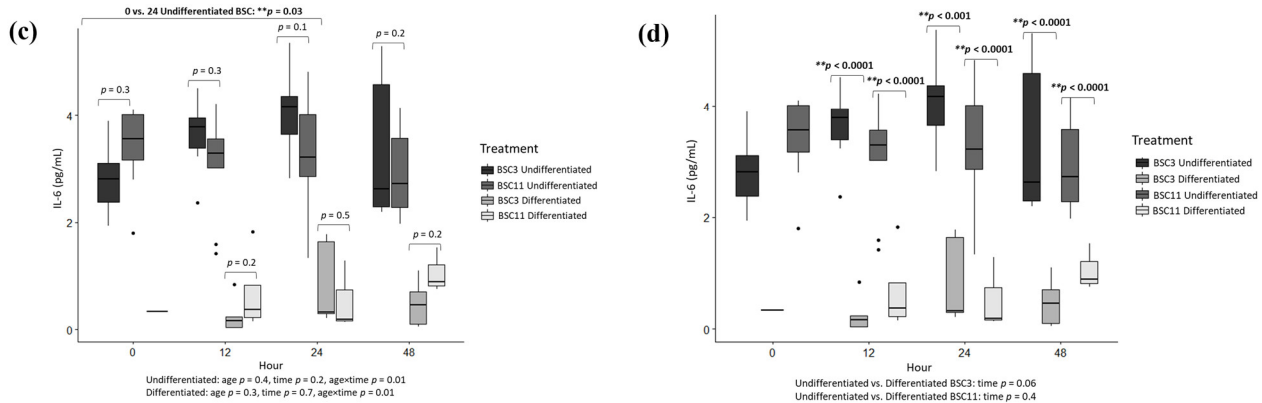 (c)
0 vs. 24 Undifferentiated BSC: **p = 0.03
p = 0.1
p = 0.2
p = 0.3
p = 0.3
p = 0.5
p = 0.2
p = 0.2
IL-6 (pg/mL)
4
2
0
0
12
24
48
Hour
Treatment
BSC3 Undifferentiated
BSC11 Undifferentiated
BSC3 Differentiated
BSC11 Differentiated
Undifferentiated: age p = 0.4, time p = 0.2, age×time p = 0.01
Differentiated: age p = 0.3, time p = 0.7, age×time p = 0.01
(d)
**p < 0.001
**p < 0.0001
**p < 0.0001
**p < 0.0001
**p < 0.0001
**p < 0.0001
IL-6 (pg/mL)
4
2
0
0
12
24
48
Hour
Treatment
BSC3 Undifferentiated
BSC3 Differentiated
BSC11 Undifferentiated
BSC11 Differentiated
Undifferentiated vs. Differentiated BSC3: time p = 0.06
Undifferentiated vs. Differentiated BSC11: time p = 0.4